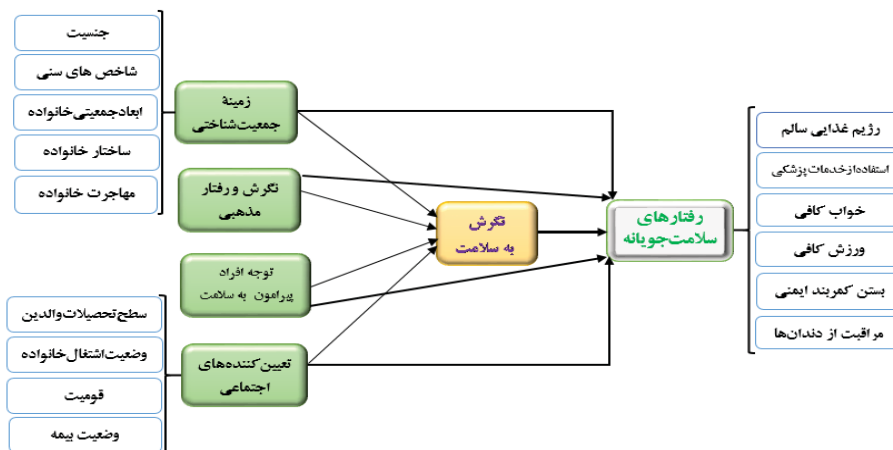 جنسیت
شاخص های سنی
ابعادجمعیتی‌خانواده
ساختار خانواده
مهاجرت خانواده
زمینۀ
جمعیت‌شناختی
نگرش و رفتار
مذهبی
توجه افراد
پیرامون به سلامت
تعیین‌کننده‌های
اجتماعی
سطح‌تحصیلات‌والدین
وضعیت‌اشتغال‌خانواده
قومیت
وضعیت بیمه
نگرش
به سلامت
رفتارهای
سلامت‌جویانه
رژیم غذایی سالم
استفاده‌ازخدمات‌پزشکی
خواب کافی
ورزش کافی
بستن کمربند ایمنی
مراقبت از دندان‌ها